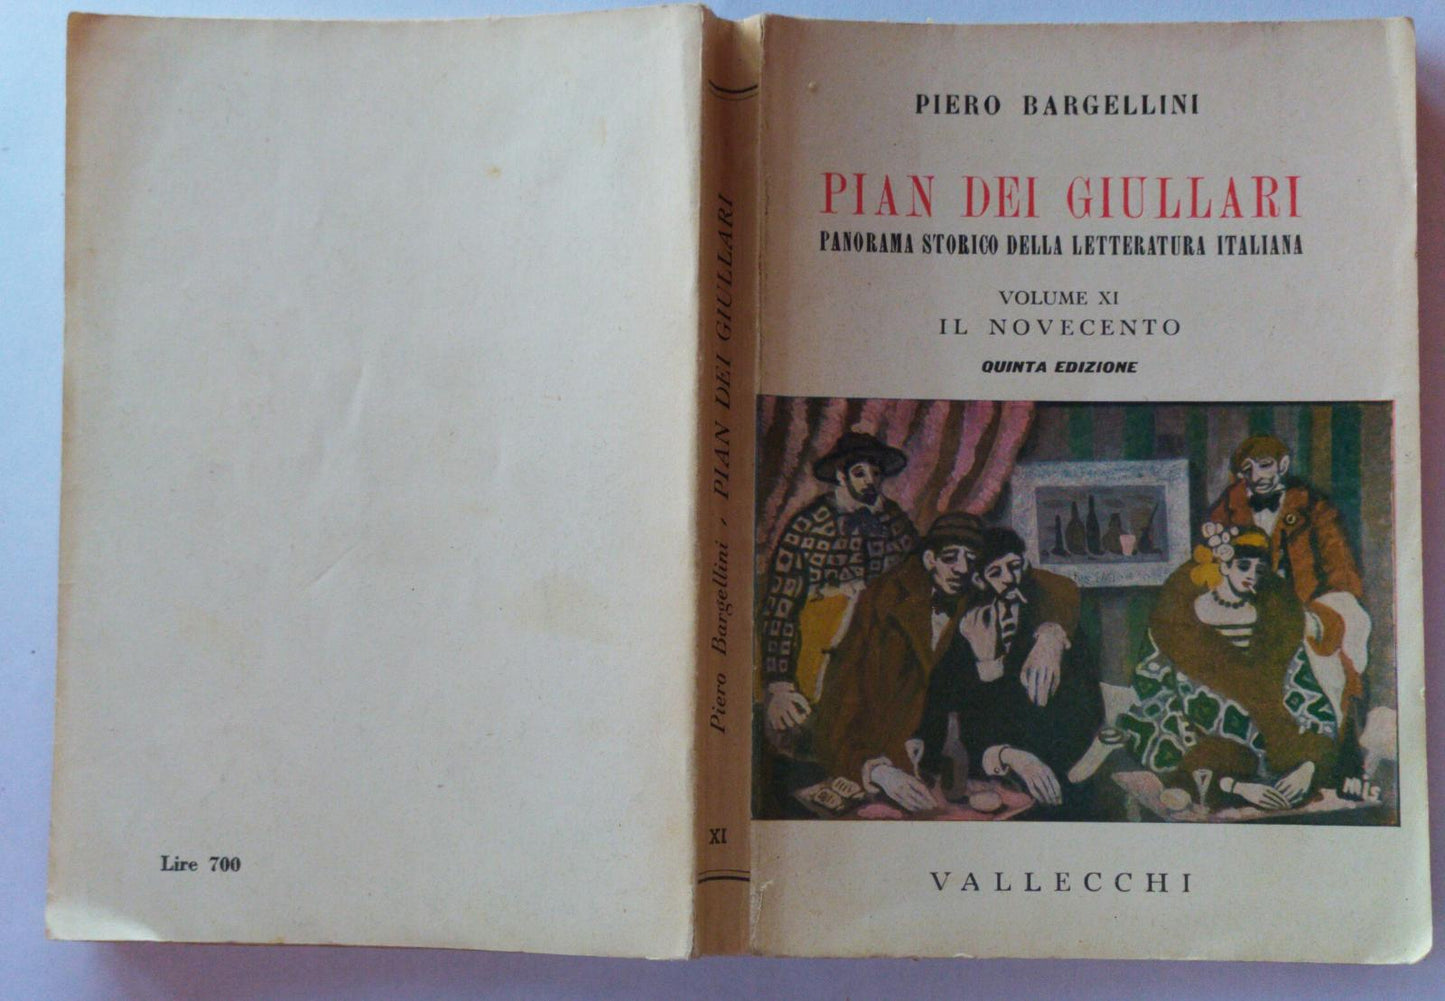 Lire 700
Piero Bargellini, PIAN DEI GIULLARI
XI
PIERO BARGELLINI
PIAN DEI GIULLARI
PANORAMA STORICO DELLA LETTERATURA ITALIANA
VOLUME XI
IL NOVECENTO
QUINTA EDIZIONE
mis
VALLECCHI